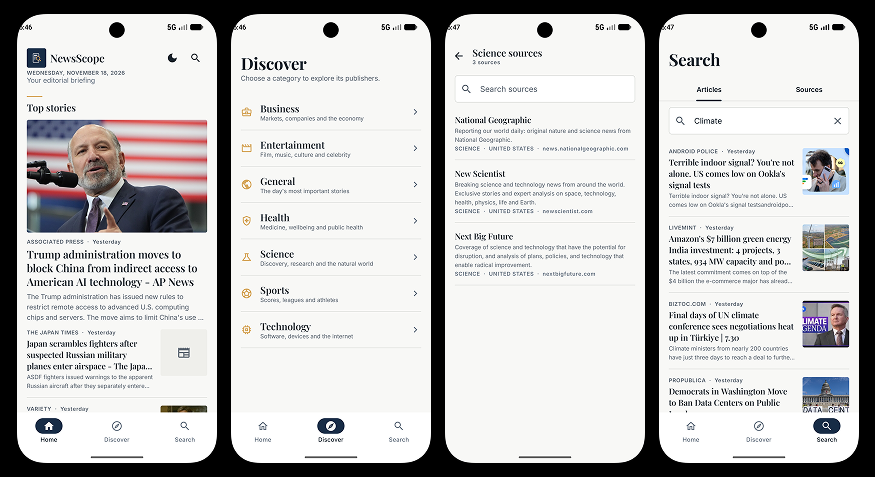 :46
5G
NewsScope
WEDNESDAY, NOVEMBER 18, 2026
Your editorial briefing
Top stories
ASSOCIATED PRESS · Yesterday
Trump administration moves to
block China from indirect access to
American AI technology - AP News
The Trump administration has issued new rules to
restrict remote access to advanced U.S. computing
chips and servers. The move aims to limit China's use ...
THE JAPAN TIMES · Yesterday
Japan scrambles fighters after
suspected Russian military
planes enter airspace - The Japa...
ASDF fighters issued warnings to the apparent
Russian aircraft after they separately entere...
VARIETY · Yesterday
Home
Discover
Search
:46
5G
Discover
Choose a category to explore its publishers.
Business
Markets, companies and the economy
Entertainment
Film, music, culture and celebrity
General
The day's most important stories
Health
Medicine, wellbeing and public health
Science
Discovery, research and the natural world
Sports
Scores, leagues and athletes
Technology
Software, devices and the internet
Home
Discover
Search
:47
5G
Science sources
3 sources
Search sources
National Geographic
Reporting our world daily: original nature and science news from
National Geographic.
SCIENCE · UNITED STATES · news.nationalgeographic.com
New Scientist
Breaking science and technology news from around the world.
Exclusive stories and expert analysis on space, technology,
health, physics, life and Earth.
SCIENCE · UNITED STATES · newscientist.com
Next Big Future
Coverage of science and technology that have the potential for
disruption, and analysis of plans, policies, and technology that
enable radical improvement.
SCIENCE · UNITED STATES · nextbigfuture.com
:47
5G
Search
Articles
Sources
Climate
ANDROID POLICE · Yesterday
Terrible indoor signal? You're not
alone. US comes low on Ookla's
signal tests
Terrible indoor signal? You're not alone. US
comes low on Ookla's signal testsandroidpo...
LIVEMINT · Yesterday
Amazon's $7 billion green energy
India investment: 4 projects, 3
states, 934 MW capacity and po...
The latest commitment comes on top of the
$4 billion the e-commerce major has alread...
BIZTOC.COM · Yesterday
Final days of UN climate
conference sees negotiations heat
up in Türkiye | 7.30
Climate ministers from nearly 200 countries
have just three days to reach a deal to furthe...
LIMATE
GENDA
PROPUBLICA · Yesterday
Democrats in Washington Move
to Ban Data Centers on Public
DATA CENT
Home
Discover
Search